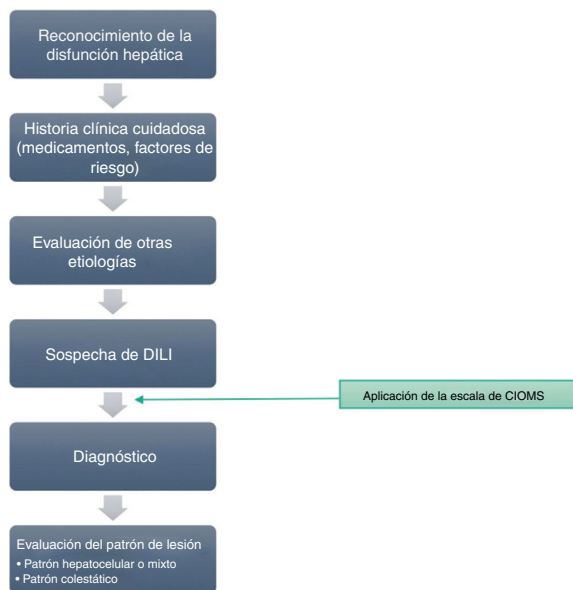 Reconocimiento de la
disfunción hepática
Historia clínica cuidadosa
(medicamentos, factores de
riesgo)
Evaluación de otras
etiologías
Sospecha de DILI
Aplicación de la escala de CIOMS
Diagnóstico
Evaluación del patrón de lesión
• Patrón hepatocelular o mixto
• Patrón colestático